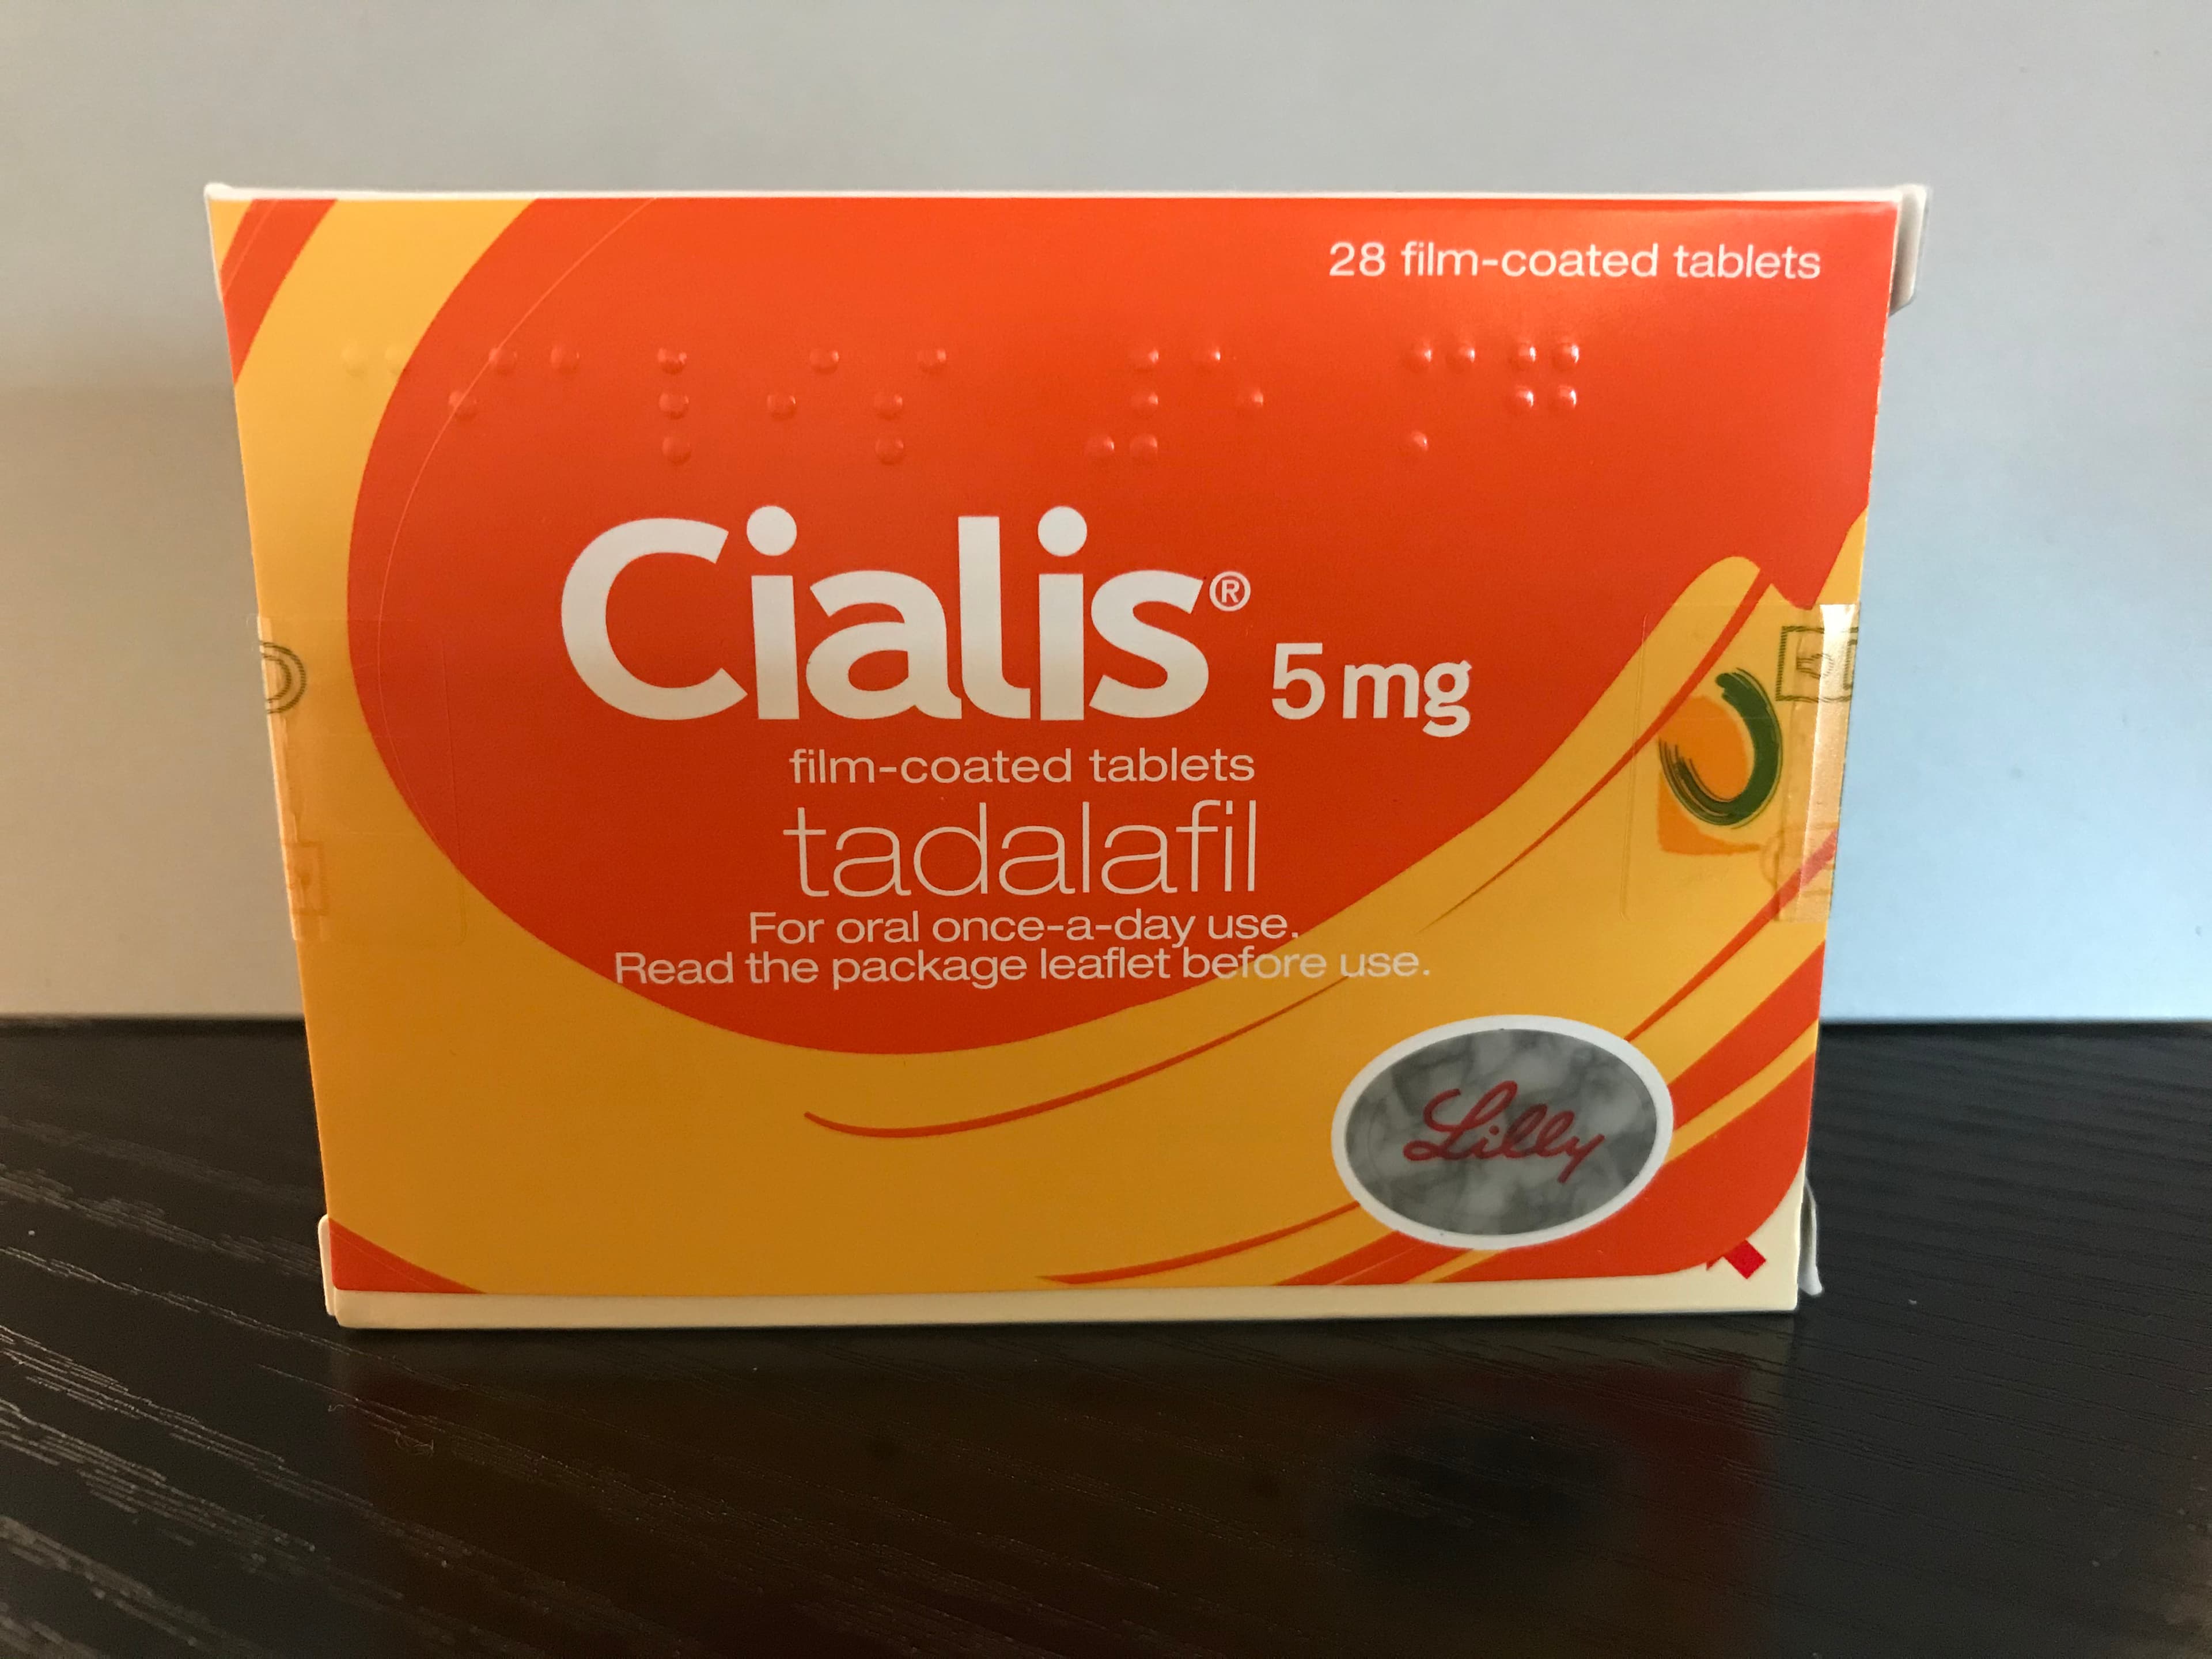 28 film-coated tablets
⠉⠊⠇⠎⠊⠎ ⠼⠑ ⠍⠛
Cialis® 5 mg
film-coated tablets
tadalafil
For oral once-a-day use.
Read the package leaflet before use.
Lilly